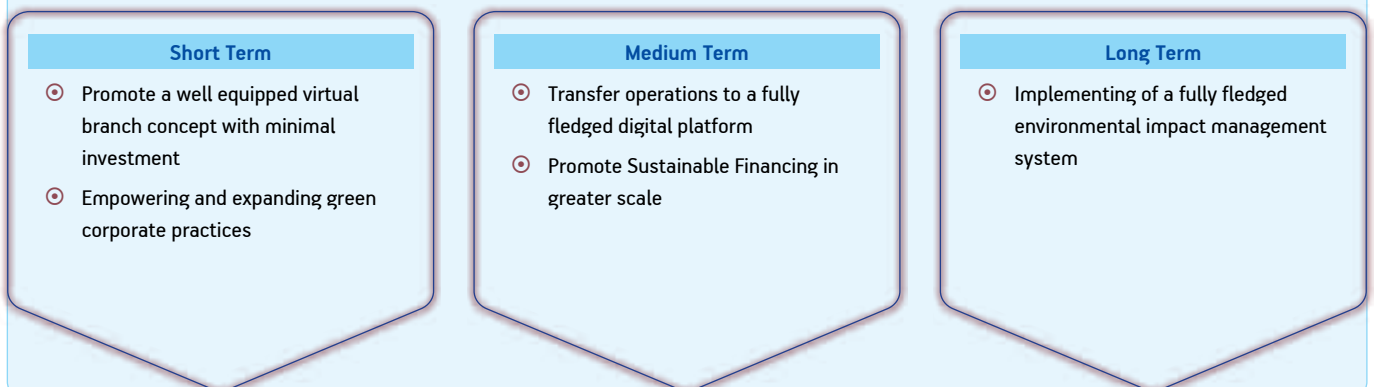 Short Term
Promote a well equipped virtual
branch concept with minimal
investment
Empowering and expanding green
corporate practices
Medium Term
Transfer operations to a fully
fledged digital platform
Promote Sustainable Financing in
greater scale
Long Term
Implementing of a fully fledged
environmental impact management
system